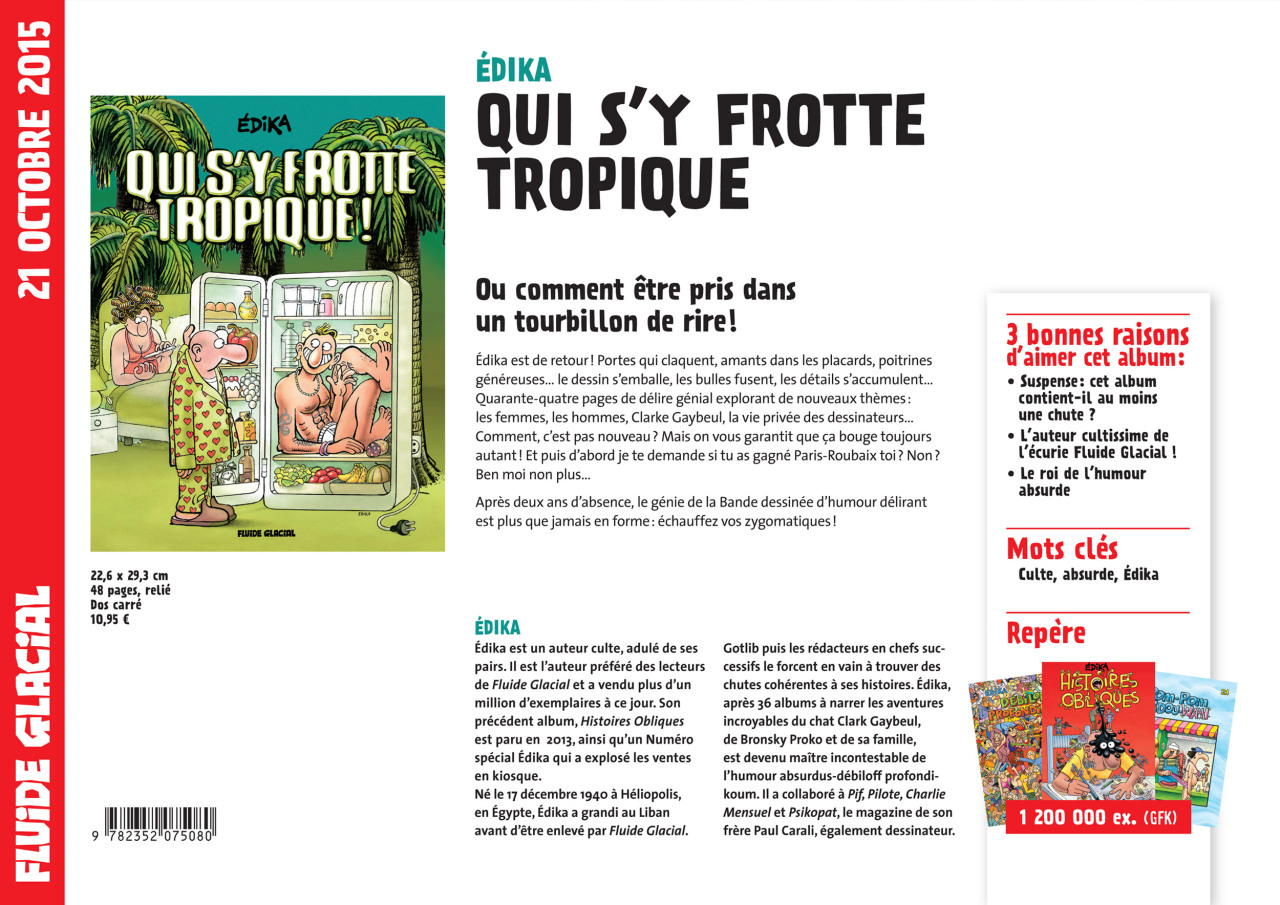 21 OCTOBRE 2015
FLUIDE GLACIAL
ÉDIKA
QUI S'Y FROTTE
TROPIQUE!
ÉDIKA
FLUIDE GLACIAL
22,6 x 29,3 cm
48 pages, relié
Dos carré
10,95 €
9 782352 075080
ÉDIKA
QUI S'Y FROTTE
TROPIQUE
Ou comment être pris dans
un tourbillon de rire!
Édika est de retour! Portes qui claquent, amants dans les placards, poitrines
généreuses… le dessin s'emballe, les bulles fusent, les détails s'accumulent…
Quarante-quatre pages de délire génial explorant de nouveaux thèmes:
les femmes, les hommes, Clarke Gaybeul, la vie privée des dessinateurs…
Comment, c'est pas nouveau? Mais on vous garantit que ça bouge toujours
autant! Et puis d'abord je te demande si tu as gagné Paris-Roubaix toi? Non?
Ben moi non plus…
Après deux ans d'absence, le génie de la Bande dessinée d'humour délirant
est plus que jamais en forme: échauffez vos zygomatiques!
ÉDIKA
Édika est un auteur culte, adulé de ses
pairs. Il est l'auteur préféré des lecteurs
de Fluide Glacial et a vendu plus d'un
million d'exemplaires à ce jour. Son
précédent album, Histoires Obliques
est paru en 2013, ainsi qu'un Numéro
spécial Édika qui a explosé les ventes
en kiosque.
Né le 17 décembre 1940 à Héliopolis,
en Égypte, Édika a grandi au Liban
avant d'être enlevé par Fluide Glacial.
Gotlib puis les rédacteurs en chefs suc-
cessifs le forcent en vain à trouver des
chutes cohérentes à ses histoires. Édika,
après 36 albums à narrer les aventures
incroyables du chat Clark Gaybeul,
de Bronsky Proko et de sa famille,
est devenu maître incontestable de
l'humour absurdus-débiloff profondi-
koum. Il a collaboré à Pif, Pilote, Charlie
Mensuel et Psikopat, le magazine de son
frère Paul Carali, également dessinateur.
3 bonnes raisons
d'aimer cet album:
• Suspense: cet album
contient-il au moins
une chute ?
• L'auteur cultissime de
l'écurie Fluide Glacial !
• Le roi de l'humour
absurde
Mots clés
Culte, absurde, Édika
Repère
ÉDIKA
ÉDIKA
HISTOIRES
OBLIQUES
1 200 000 ex. (GFK)